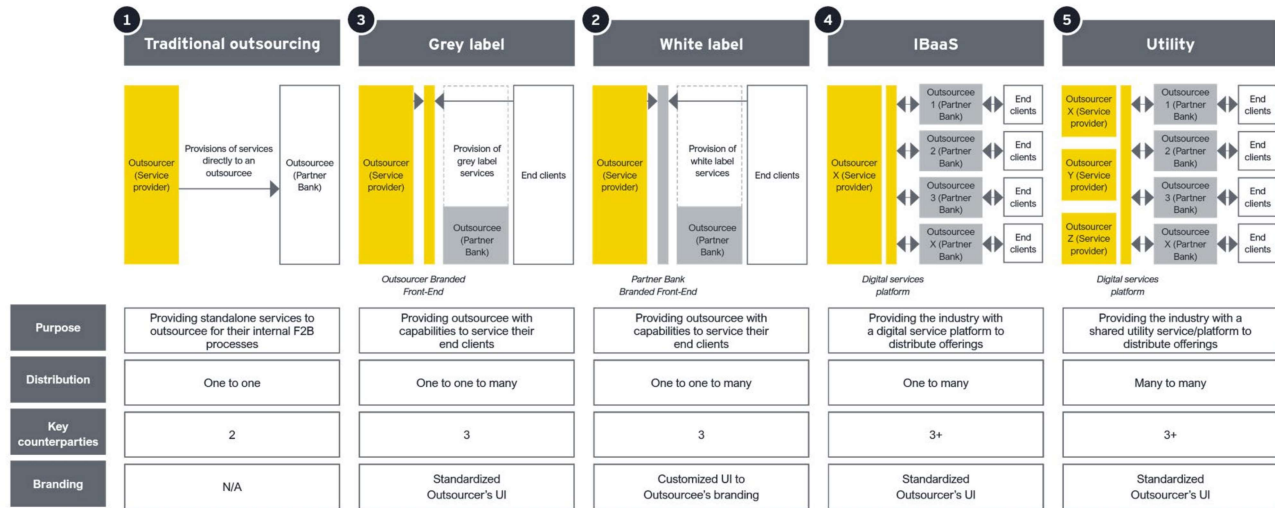 1
Traditional outsourcing
3
Grey label
2
White label
4
IBaaS
5
Utility
Outsourcer
(Service
provider)
Provisions of services
directly to an
outsourcee
Outsourcee
(Partner
Bank)
Outsourcer
(Service
provider)
Provision of
grey label
services
Outsourcee
(Partner
Bank)
End clients
Outsourcer Branded
Front-End
Outsourcer
(Service
provider)
Provision of
white label
services
Outsourcee
(Partner
Bank)
End clients
Partner Bank
Branded Front-End
Outsourcer
X (Service
provider)
Outsourcee
1 (Partner
Bank)
End
clients
Outsourcee
2 (Partner
Bank)
End
clients
Outsourcee
3 (Partner
Bank)
End
clients
Outsourcee
X (Partner
Bank)
End
clients
Digital services
platform
Outsourcer
X (Service
provider)
Outsourcer
Y (Service
provider)
Outsourcer
Z (Service
provider)
Outsourcee
1 (Partner
Bank)
End
clients
Outsourcee
2 (Partner
Bank)
End
clients
Outsourcee
3 (Partner
Bank)
End
clients
Outsourcee
X (Partner
Bank)
End
clients
Digital services
platform
Purpose
Providing standalone services to
outsourcee for their internal F2B
processes
Providing outsourcee with
capabilities to service their
end clients
Providing outsourcee with
capabilities to service their
end clients
Providing the industry with
a digital service platform to
distribute offerings
Providing the industry with a
shared utility service/platform to
distribute offerings
Distribution
One to one
One to one to many
One to one to many
One to many
Many to many
Key
counterparties
2
3
3
3+
3+
Branding
N/A
Standardized
Outsourcer's UI
Customized UI to
Outsourcee's branding
Standardized
Outsourcer's UI
Standardized
Outsourcer's UI